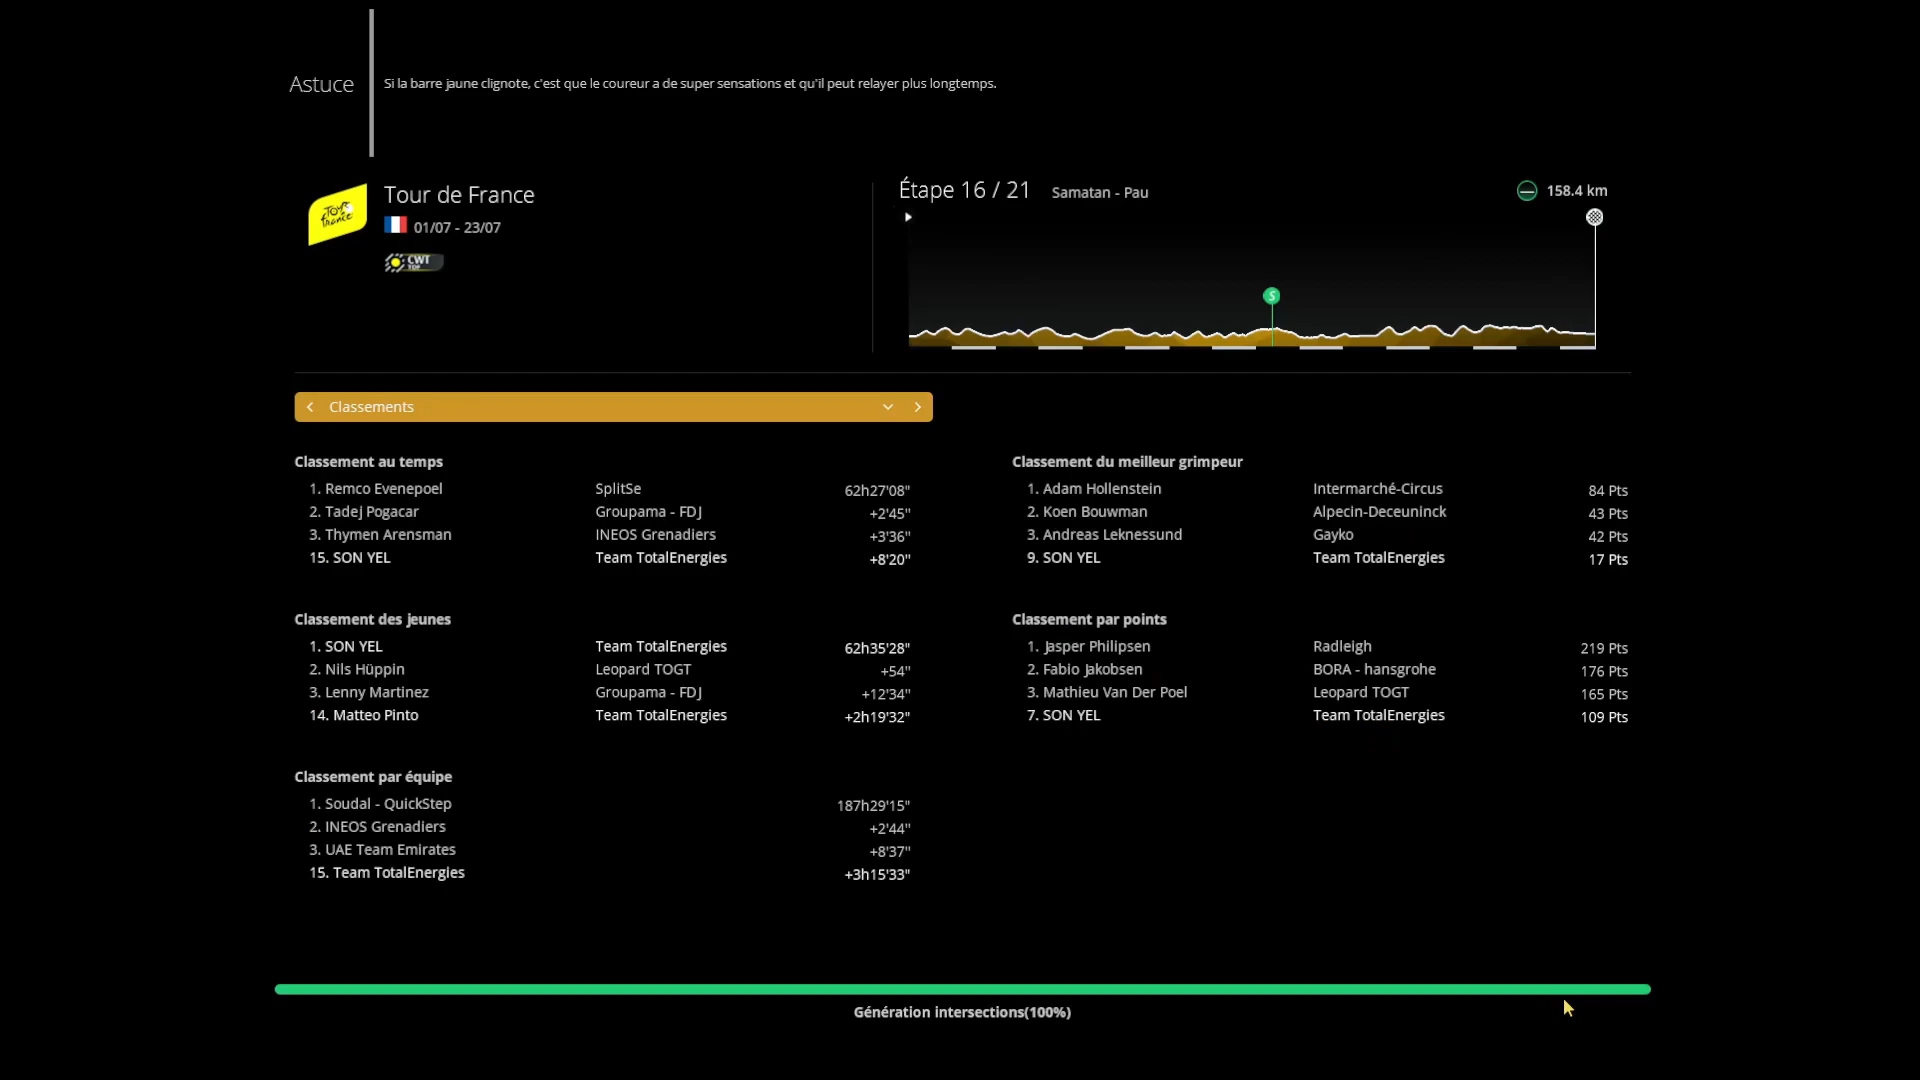 Astuce
Si la barre jaune clignote, c'est que le coureur a de super sensations et qu'il peut relayer plus longtemps.
Tour de France
01/07 - 23/07
CWT
TDF
Étape 16 / 21 Samatan - Pau 158.4 km
S
Classements
Classement au temps
1. Remco Evenepoel SplitSe 62h27'08"
2. Tadej Pogacar Groupama - FDJ +2'45"
3. Thymen Arensman INEOS Grenadiers +3'36"
15. SON YEL Team TotalEnergies +8'20"
Classement du meilleur grimpeur
1. Adam Hollenstein Intermarché-Circus 84 Pts
2. Koen Bouwman Alpecin-Deceuninck 43 Pts
3. Andreas Leknessund Gayko 42 Pts
9. SON YEL Team TotalEnergies 17 Pts
Classement des jeunes
1. SON YEL Team TotalEnergies 62h35'28"
2. Nils Hüppin Leopard TOGT +54"
3. Lenny Martinez Groupama - FDJ +12'34"
14. Matteo Pinto Team TotalEnergies +2h19'32"
Classement par points
1. Jasper Philipsen Radleigh 219 Pts
2. Fabio Jakobsen BORA - hansgrohe 176 Pts
3. Mathieu Van Der Poel Leopard TOGT 165 Pts
7. SON YEL Team TotalEnergies 109 Pts
Classement par équipe
1. Soudal - QuickStep 187h29'15"
2. INEOS Grenadiers +2'44"
3. UAE Team Emirates +8'37"
15. Team TotalEnergies +3h15'33"
Génération intersections(100%)